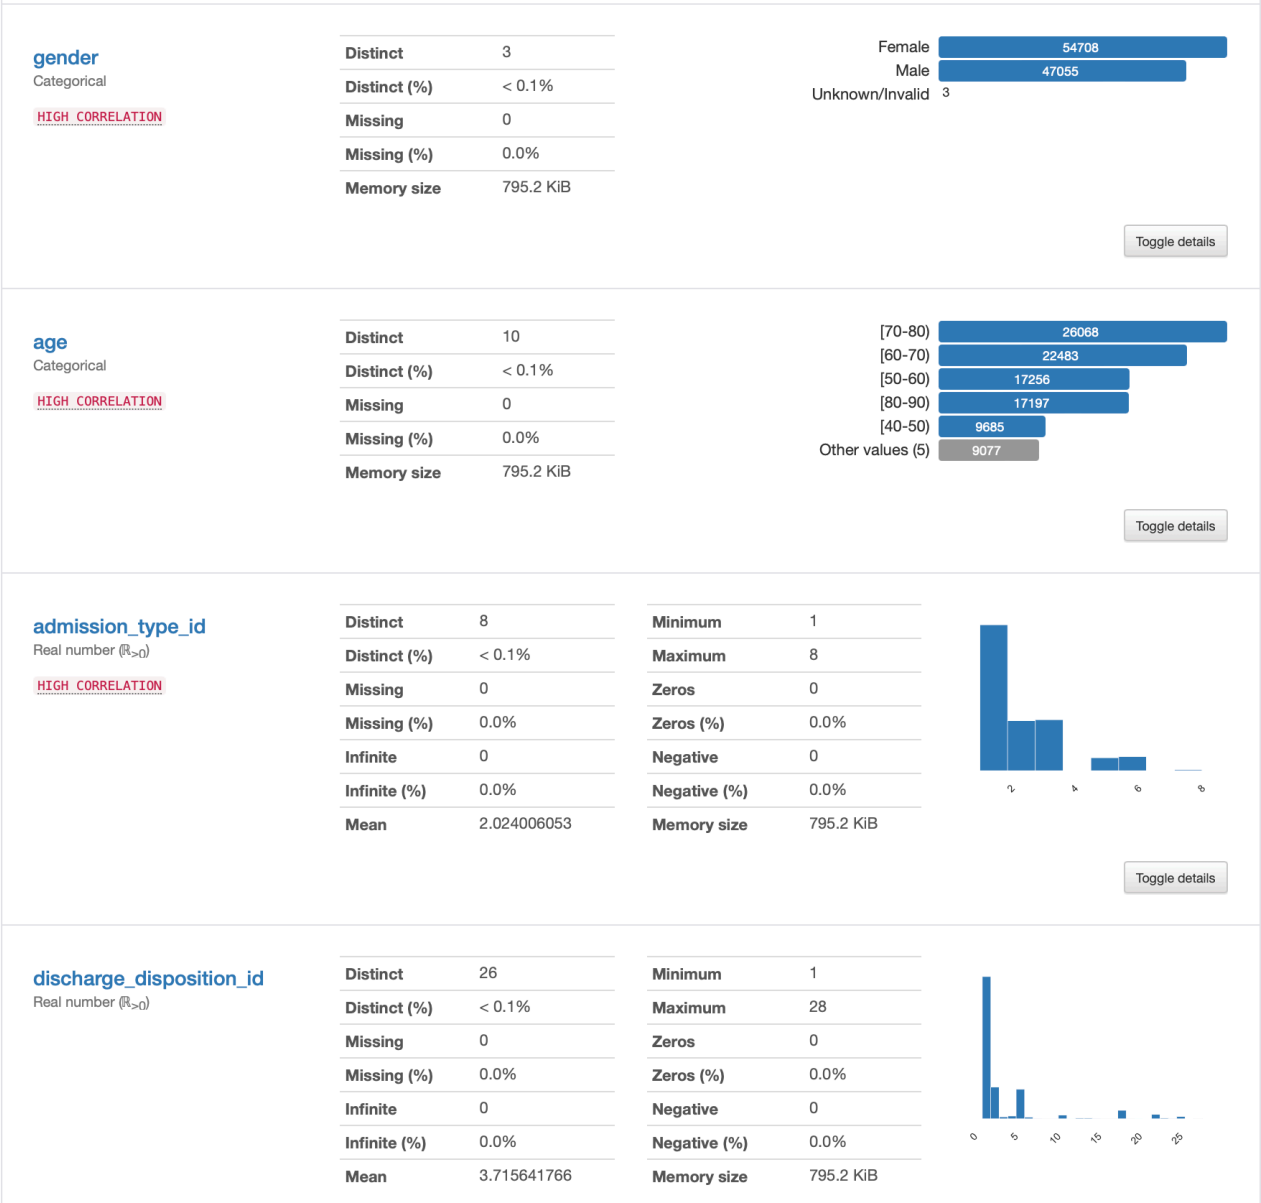 gender
Categorical
HIGH CORRELATION
Distinct 3
Distinct (%) < 0.1%
Missing 0
Missing (%) 0.0%
Memory size 795.2 KiB
Female 54708
Male 47055
Unknown/Invalid 3
Toggle details
age
Categorical
HIGH CORRELATION
Distinct 10
Distinct (%) < 0.1%
Missing 0
Missing (%) 0.0%
Memory size 795.2 KiB
[70-80) 26068
[60-70) 22483
[50-60) 17256
[80-90) 17197
[40-50) 9685
Other values (5) 9077
Toggle details
admission_type_id
Real number (ℝ>0)
HIGH CORRELATION
Distinct 8
Distinct (%) < 0.1%
Missing 0
Missing (%) 0.0%
Infinite 0
Infinite (%) 0.0%
Mean 2.024006053
Minimum 1
Maximum 8
Zeros 0
Zeros (%) 0.0%
Negative 0
Negative (%) 0.0%
Memory size 795.2 KiB
2 4 6 8
Toggle details
discharge_disposition_id
Real number (ℝ>0)
Distinct 26
Distinct (%) < 0.1%
Missing 0
Missing (%) 0.0%
Infinite 0
Infinite (%) 0.0%
Mean 3.715641766
Minimum 1
Maximum 28
Zeros 0
Zeros (%) 0.0%
Negative 0
Negative (%) 0.0%
Memory size 795.2 KiB
0 5 10 15 20 25